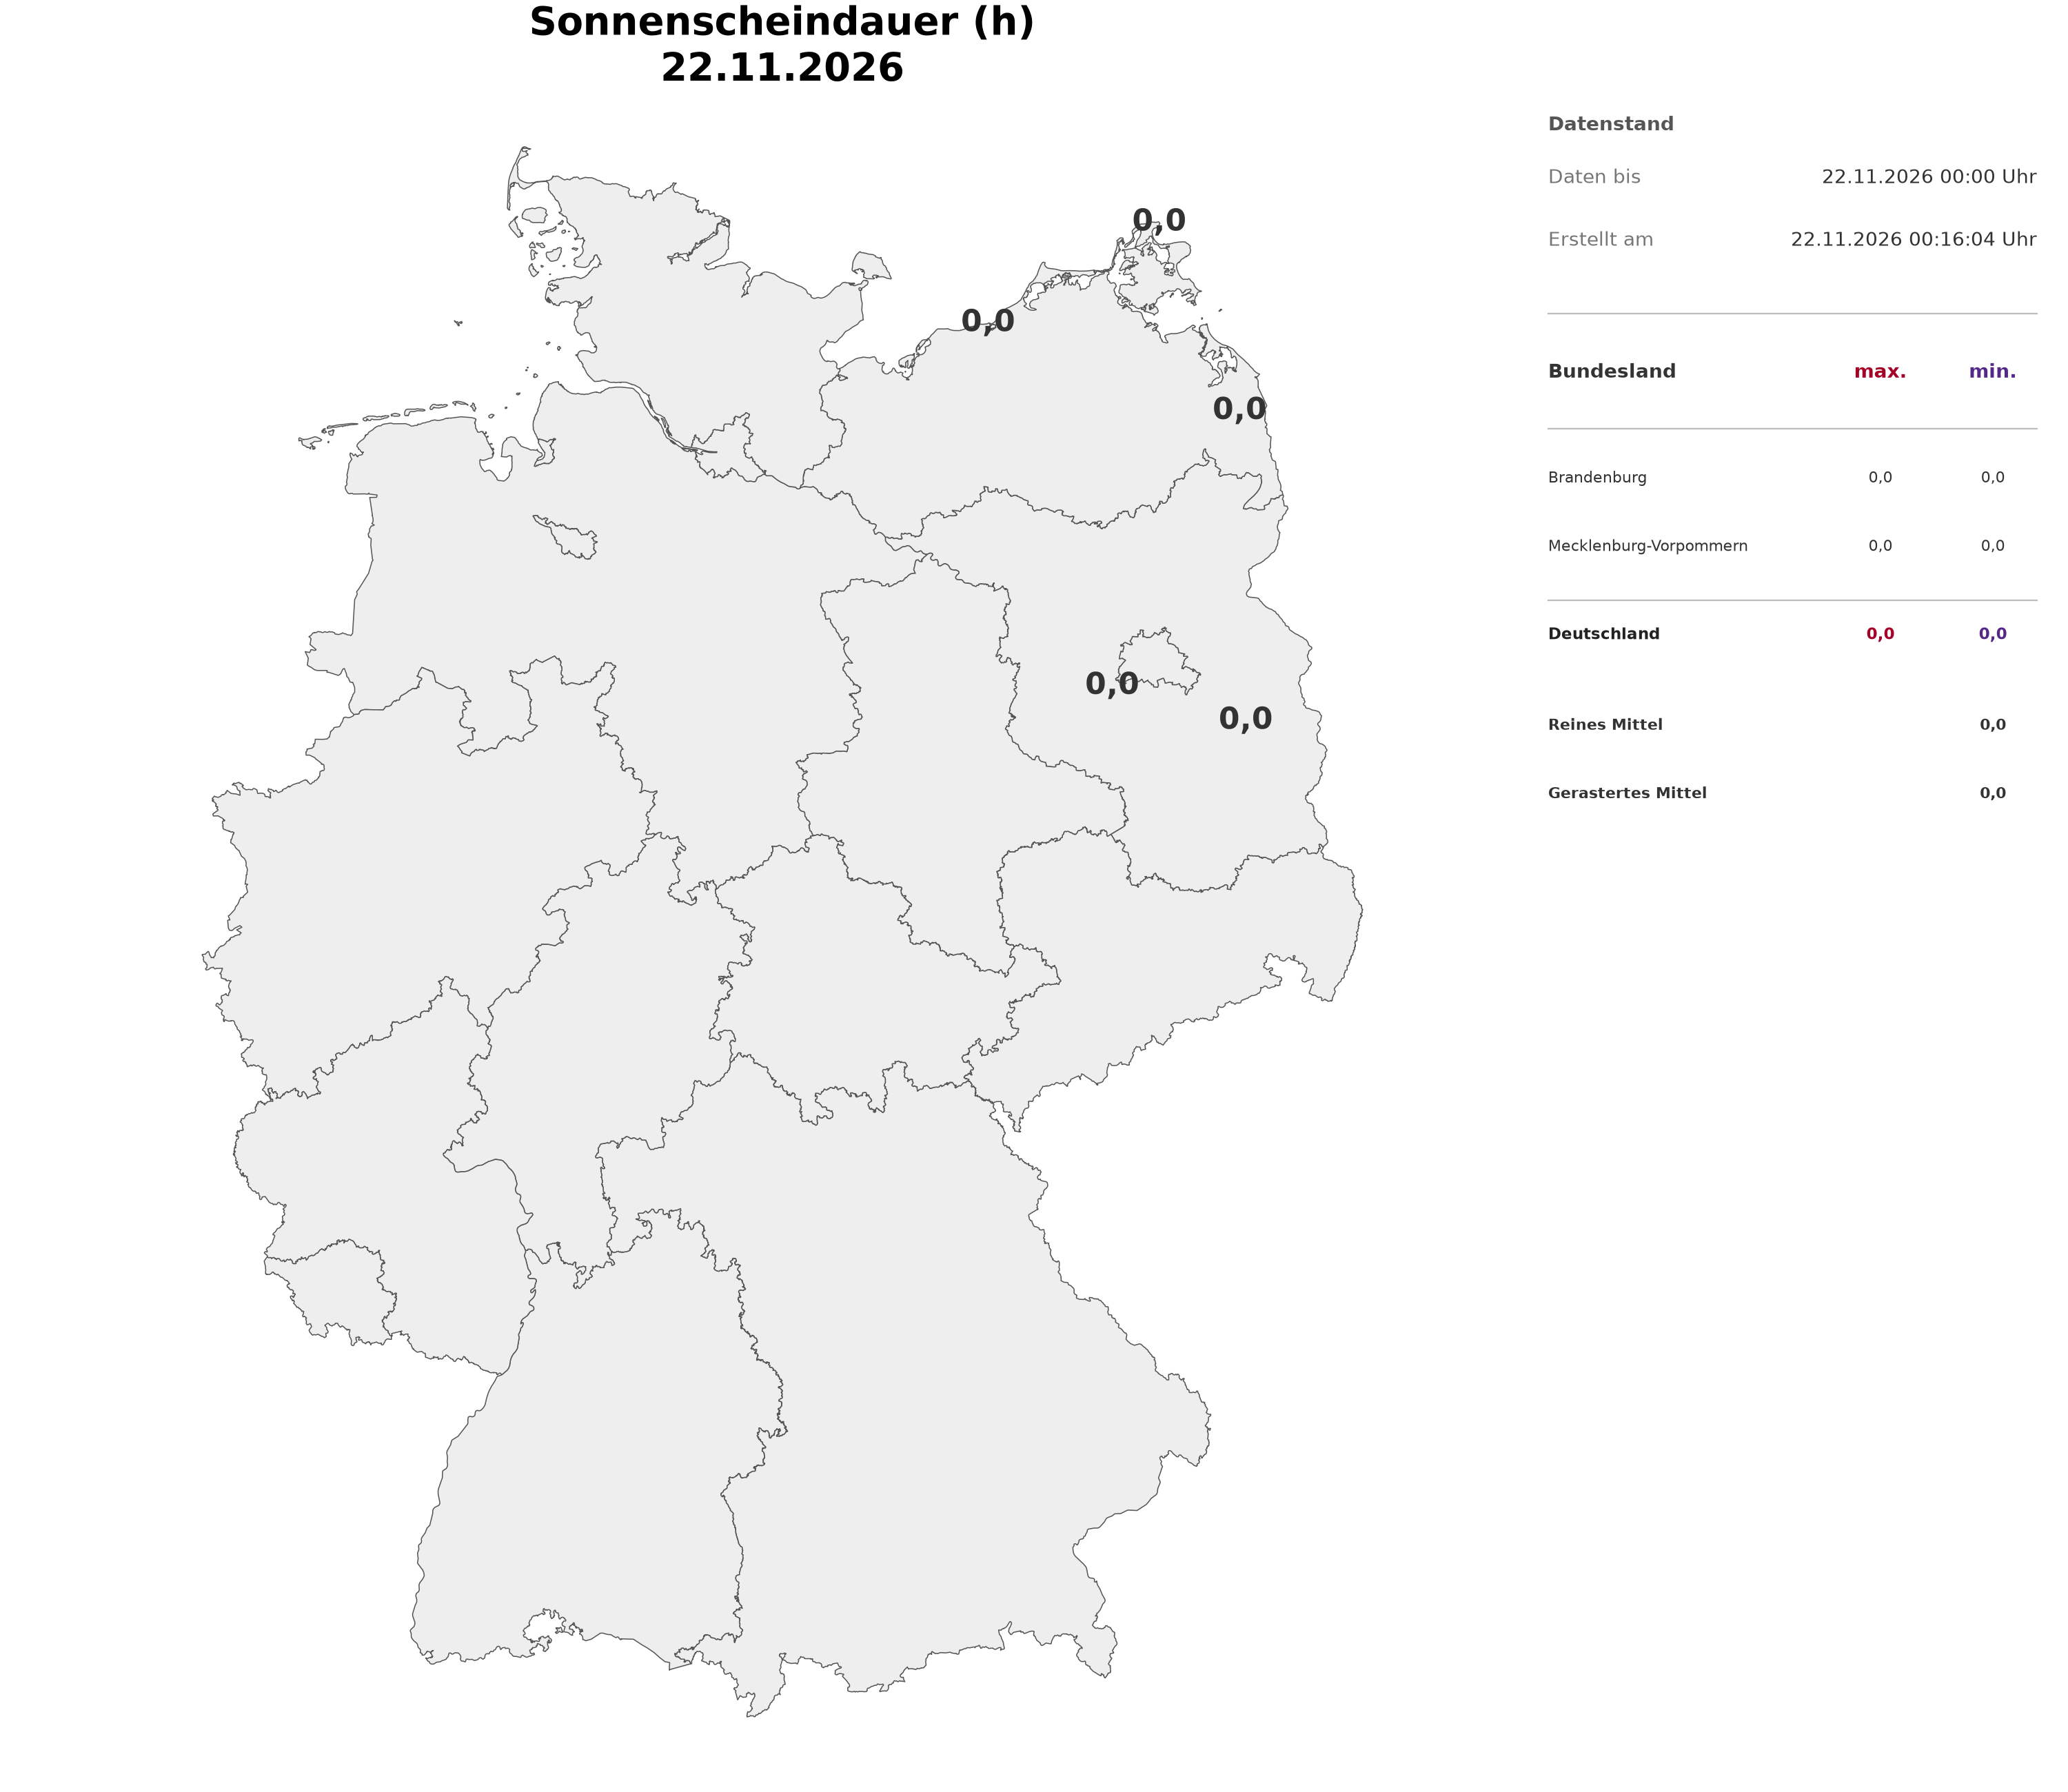 Sonnenscheindauer (h)
22.11.2026
Datenstand
Daten bis 22.11.2026 00:00 Uhr
Erstellt am 22.11.2026 00:16:04 Uhr
Bundesland max. min.
Brandenburg 0,0 0,0
Mecklenburg-Vorpommern 0,0 0,0
Deutschland 0,0 0,0
Reines Mittel 0,0
Gerastertes Mittel 0,0
0,0
0,0
0,0
0,0
0,0